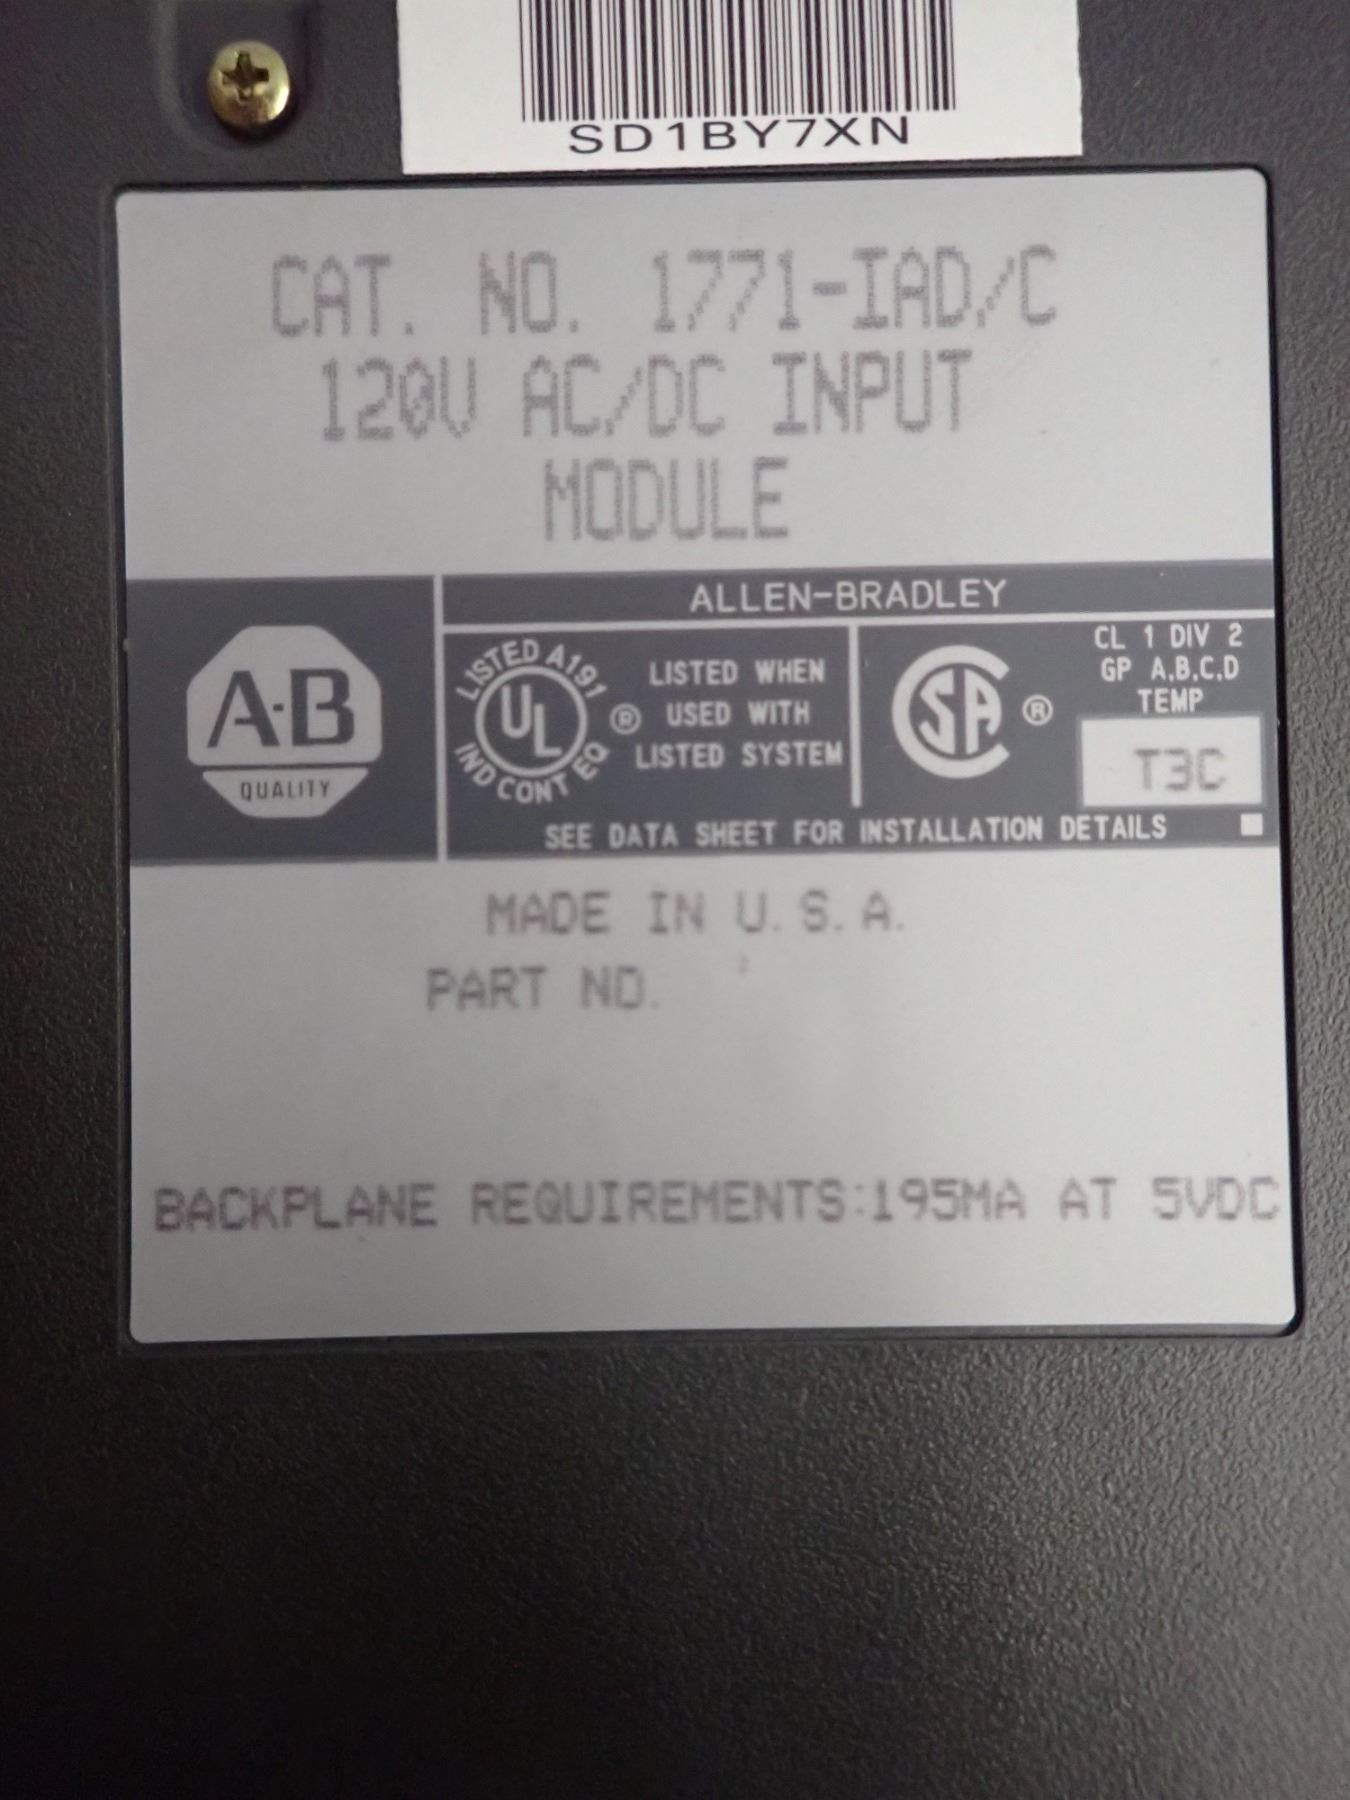 SD1BY7XN
CAT. NO. 1771-IAD/C
120V AC/DC INPUT
MODULE
ALLEN-BRADLEY
A-B
QUALITY
LISTED A191
UL
IND CONT EQ
®
LISTED WHEN
USED WITH
LISTED SYSTEM
SA
®
CL 1 DIV 2
GP A,B,C,D
TEMP
T3C
SEE DATA SHEET FOR INSTALLATION DETAILS
MADE IN U.S.A.
PART NO.
BACKPLANE REQUIREMENTS:195MA AT 5VDC